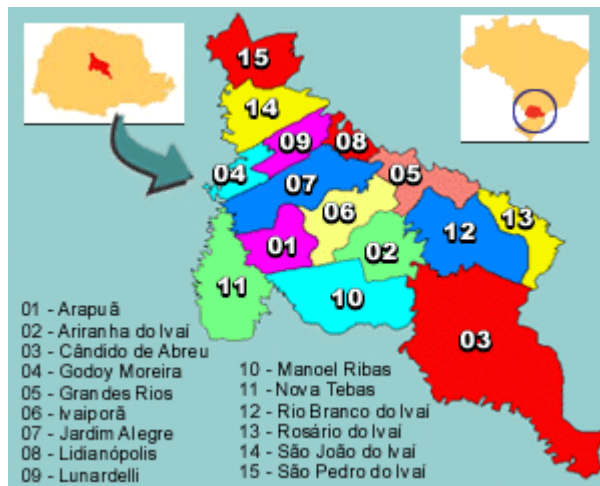 15
14
09
08
04
07
05
06
13
01
02
12
11
10
03
01 - Arapuã
02 - Ariranha do Ivaí
03 - Cândido de Abreu
04 - Godoy Moreira
05 - Grandes Rios
06 - Ivaiporã
07 - Jardim Alegre
08 - Lidianópolis
09 - Lunardelli
10 - Manoel Ribas
11 - Nova Tebas
12 - Rio Branco do Ivaí
13 - Rosário do Ivaí
14 - São João do Ivaí
15 - São Pedro do Ivaí